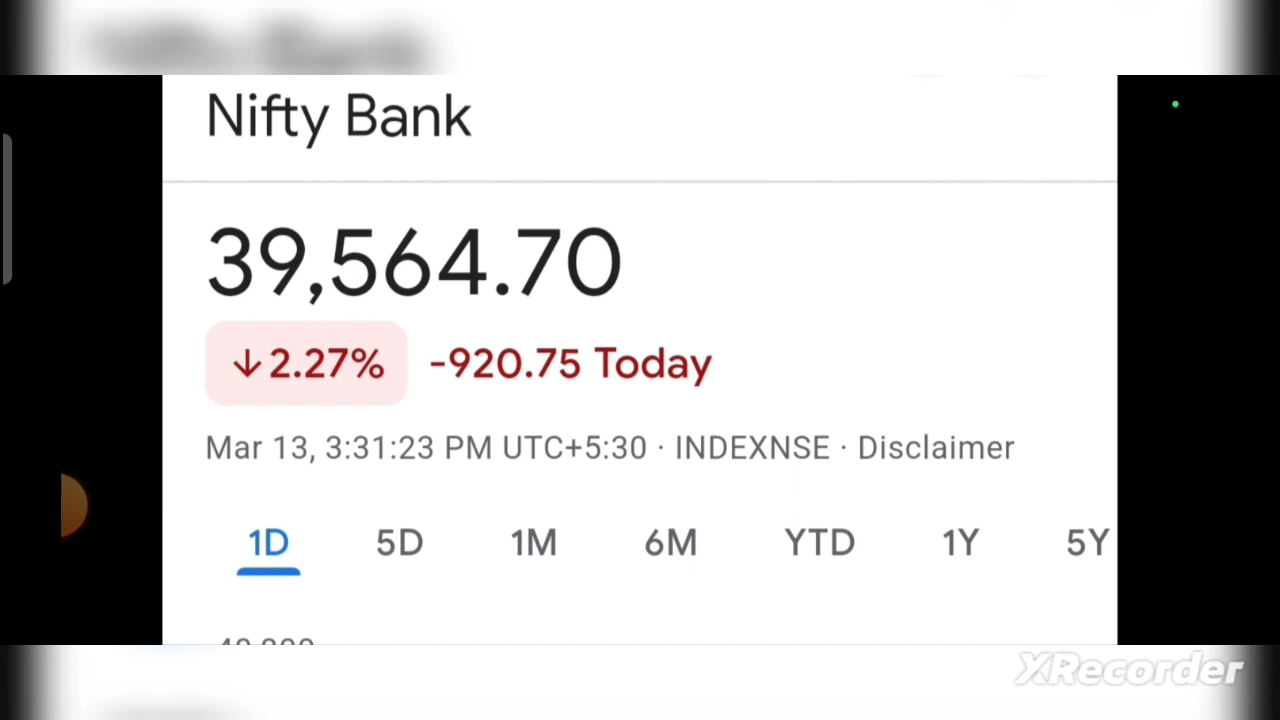 Nifty Bank
39,564.70
↓2.27% -920.75 Today
Mar 13, 3:31:23 PM UTC+5:30 · INDEXNSE · Disclaimer
1D 5D 1M 6M YTD 1Y 5Y
XRecorder